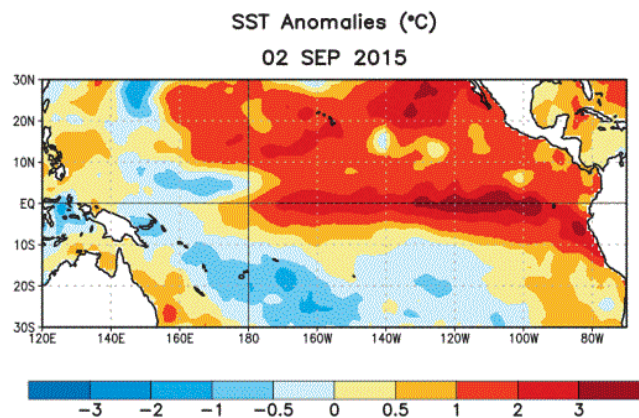 SST Anomalies (°C)
02 SEP 2015
30N
20N
10N
EQ
10S
20S
30S
120E 140E 160E 180 160W 140W 120W 100W 80W
-3 -2 -1 -0.5 0 0.5 1 2 3